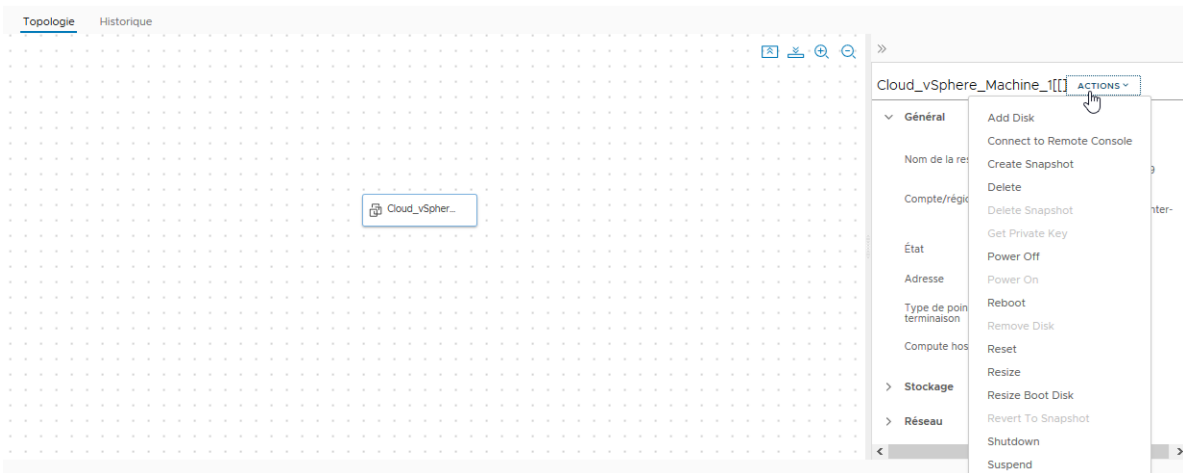 Topologie Historique
Cloud_vSphere_Machine_1[[] ACTIONS
Général
Nom de la res
Compte/régio
État
Adresse
Type de poin
terminaison
Compute hos
Stockage
Réseau
Cloud_vSpher...
Add Disk
Connect to Remote Console
Create Snapshot
Delete
Delete Snapshot
Get Private Key
Power Off
Power On
Reboot
Remove Disk
Reset
Resize
Resize Boot Disk
Revert To Snapshot
Shutdown
Suspend
nter-